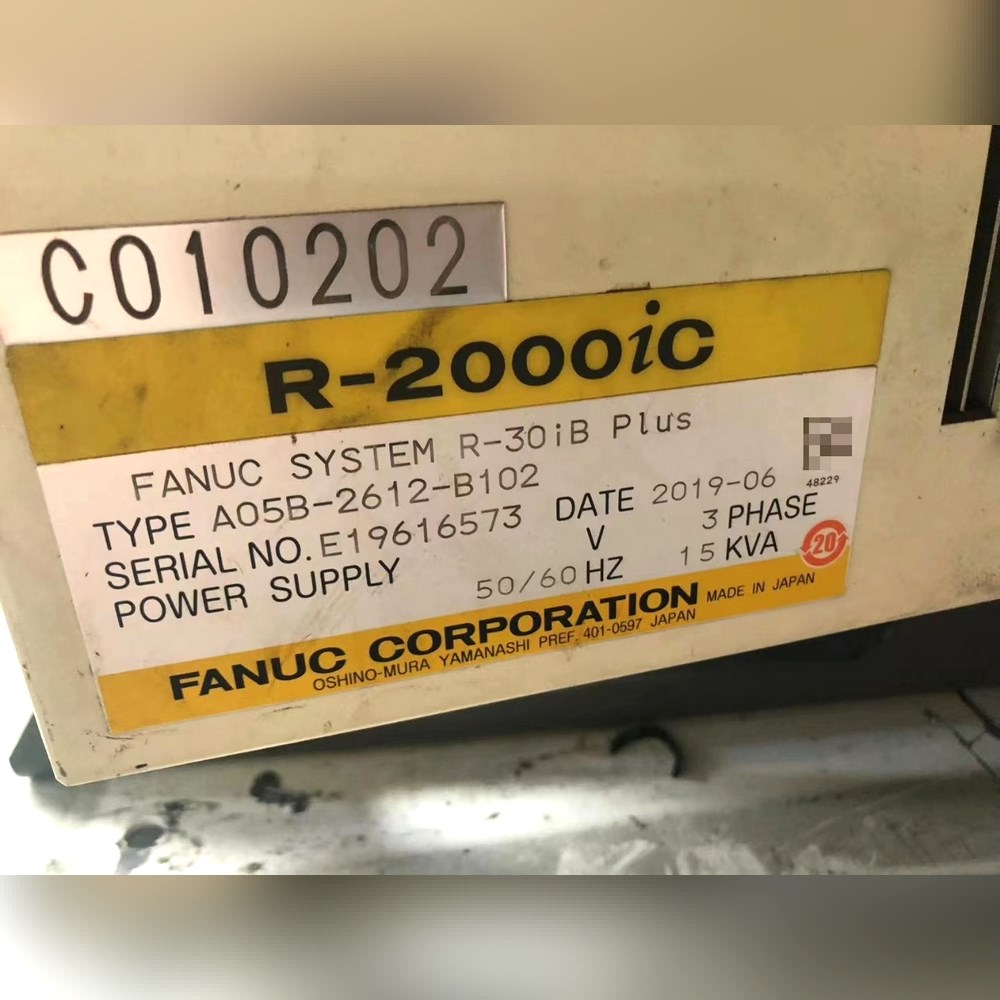 C010202
R-2000iC
FANUC SYSTEM R-30iB Plus
TYPE A05B-2612-B102
48229
SERIAL NO. E19616573 DATE 2019-06
POWER SUPPLY V 3 PHASE
50/60 HZ 15 KVA
20
FANUC CORPORATION MADE IN JAPAN
OSHINO-MURA YAMANASHI PREF. 401-0597 JAPAN